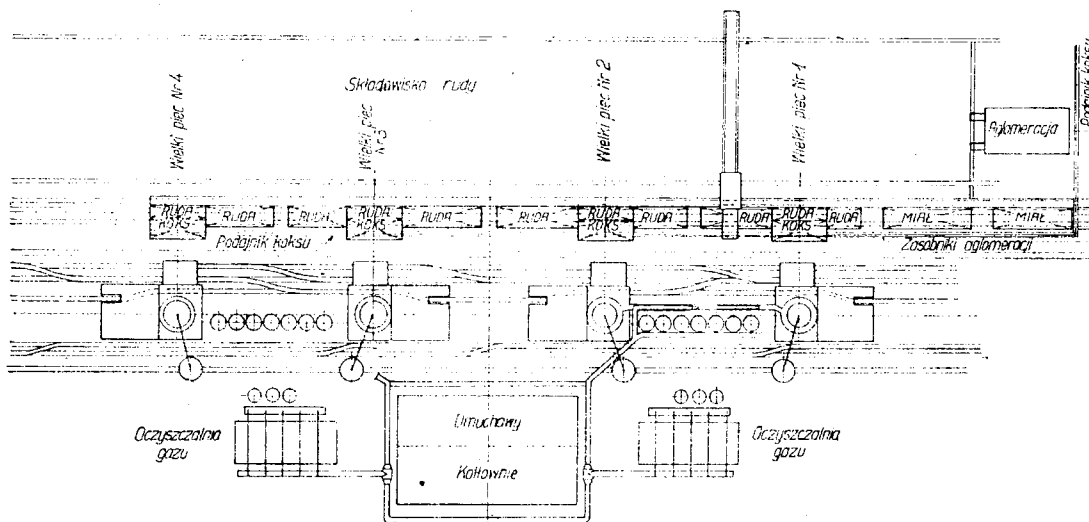 Wielki piec Nr 4
Składowisko rudy
Wielki piec
Nr 3
Wielki piec Nr 2
Wielki piec Nr 1
Podajnik koksu
Aglomeracja
RUDA
KOKS
RUDA
RUDA
RUDA
KOKS
RUDA
RUDA
RUDA
KOKS
RUDA
RUDA
RUDA
KOKS
RUDA
MIAŁ
MIAŁ
Podajnik koksu
Zasobniki aglomeracji
Oczyszczalnia
gazu
Dmuchawy
Kotłownie
Oczyszczalnia
gazu